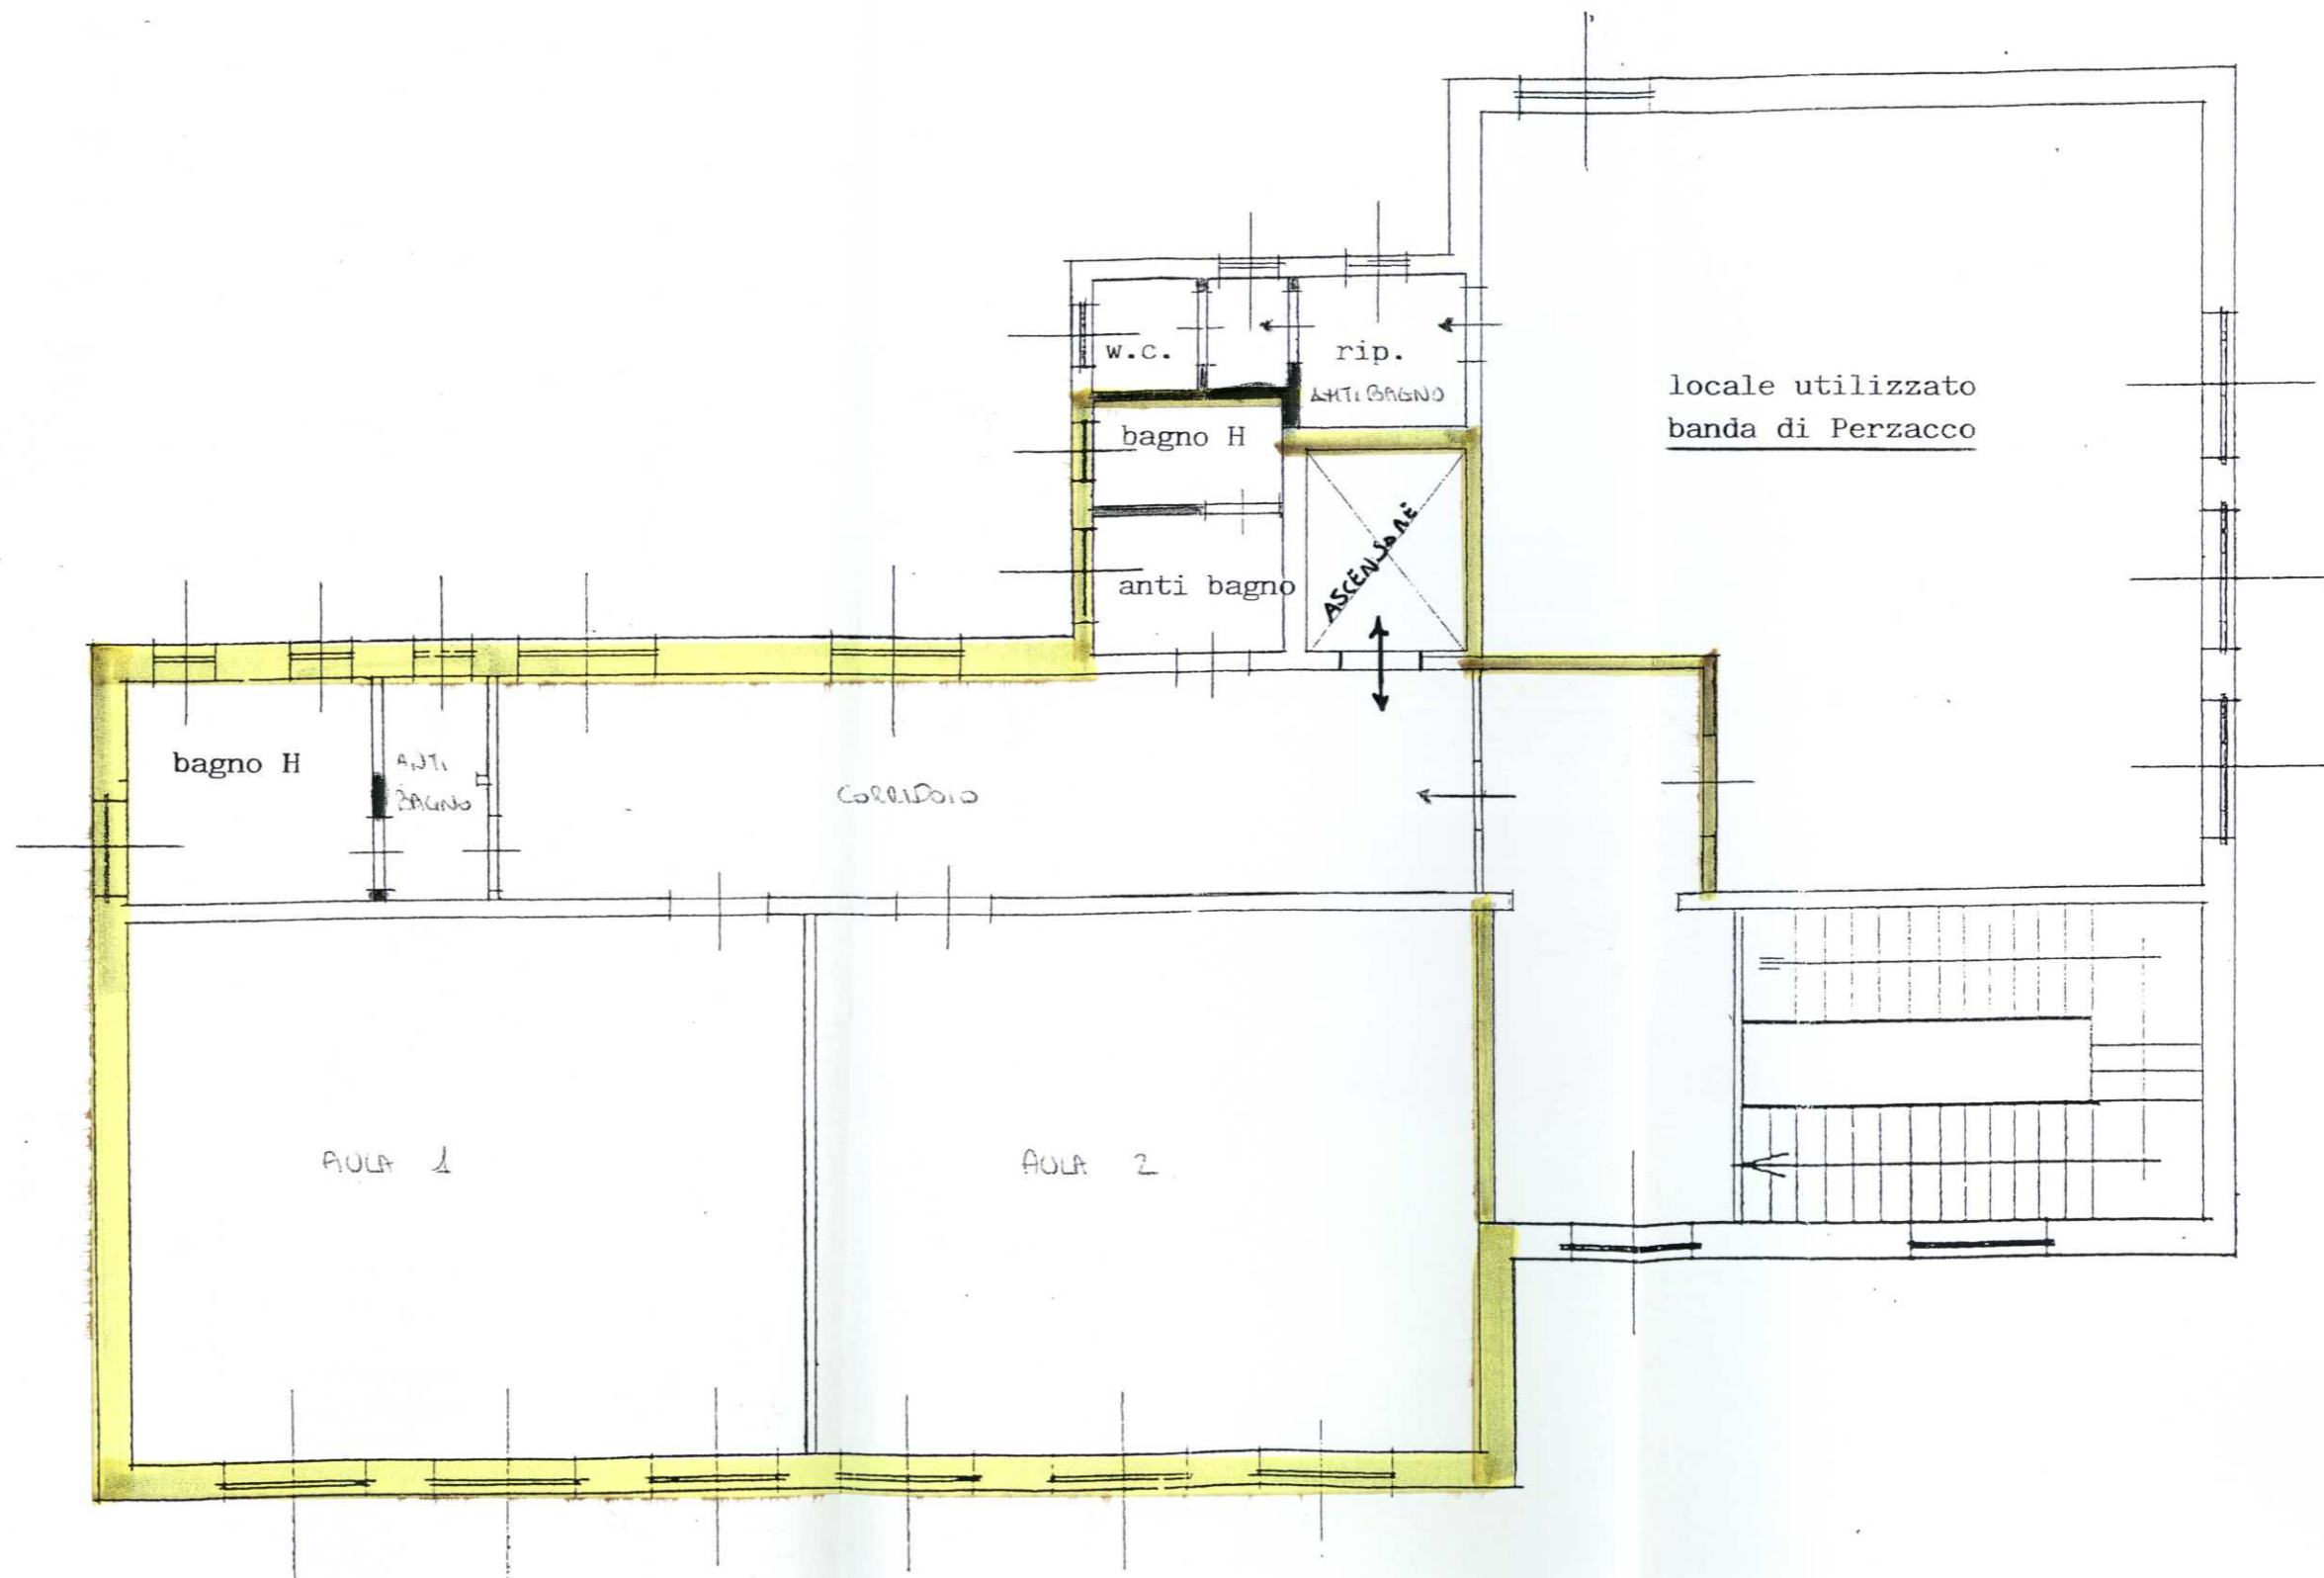 w.c.
rip.
ANTI BAGNO
locale utilizzato
banda di Perzacco
bagno H
ASCENSORE
anti bagno
bagno H
ANTI
BAGNO
CORRIDOIO
AULA 1
AULA 2